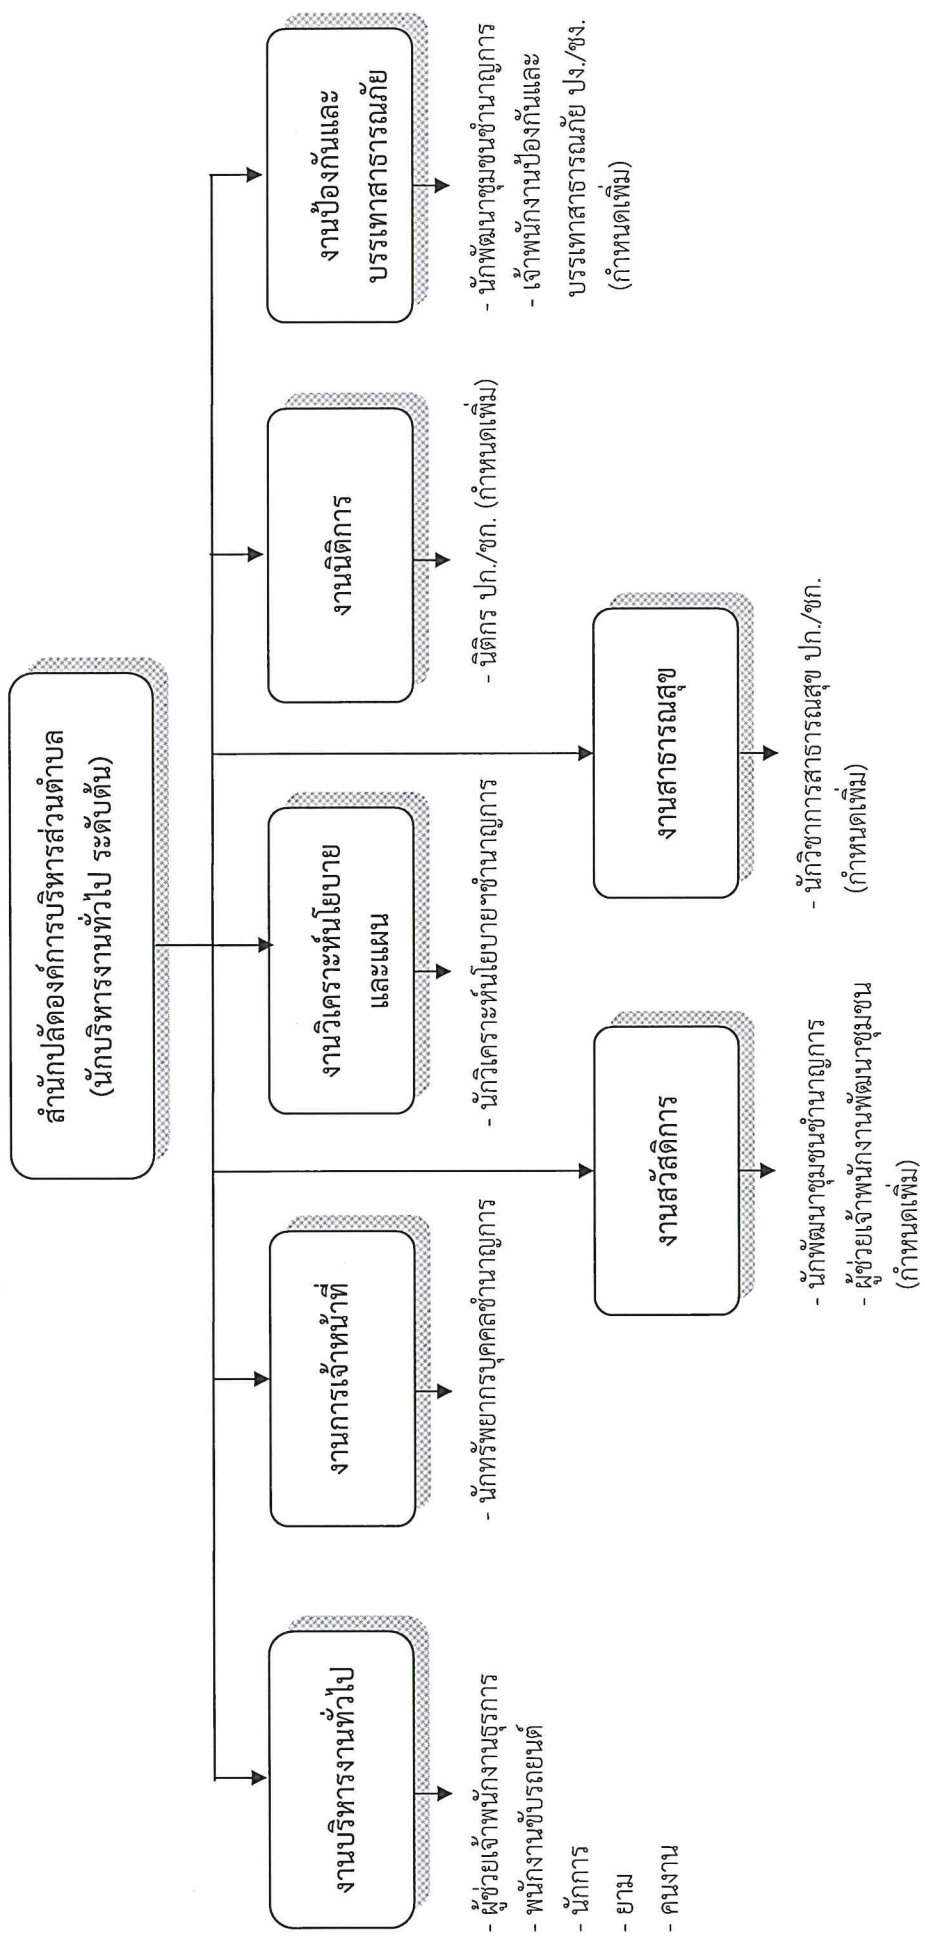 สำนักปลัดองค์การบริหารส่วนตำบล
(นักบริหารงานทั่วไป ระดับต้น)
งานบริหารงานทั่วไป
- ผู้ช่วยเจ้าพนักงานธุรการ
- พนักงานขับรถยนต์
- นักการ
- ยาม
- คนงาน
งานการเจ้าหน้าที่
- นักทรัพยากรบุคคลชำนาญการ
งานวิเคราะห์นโยบาย
และแผน
- นักวิเคราะห์นโยบายฯชำนาญการ
งานนิติการ
- นิติกร ปก./ชก. (กำหนดเพิ่ม)
งานป้องกันและ
บรรเทาสาธารณภัย
- นักพัฒนาชุมชนชำนาญการ
- เจ้าพนักงานป้องกันและ
บรรเทาสาธารณภัย ปง./ชง.
(กำหนดเพิ่ม)
งานสวัสดิการ
- นักพัฒนาชุมชนชำนาญการ
- ผู้ช่วยเจ้าพนักงานพัฒนาชุมชน
(กำหนดเพิ่ม)
งานสาธารณสุข
- นักวิชาการสาธารณสุข ปก./ชก.
(กำหนดเพิ่ม)